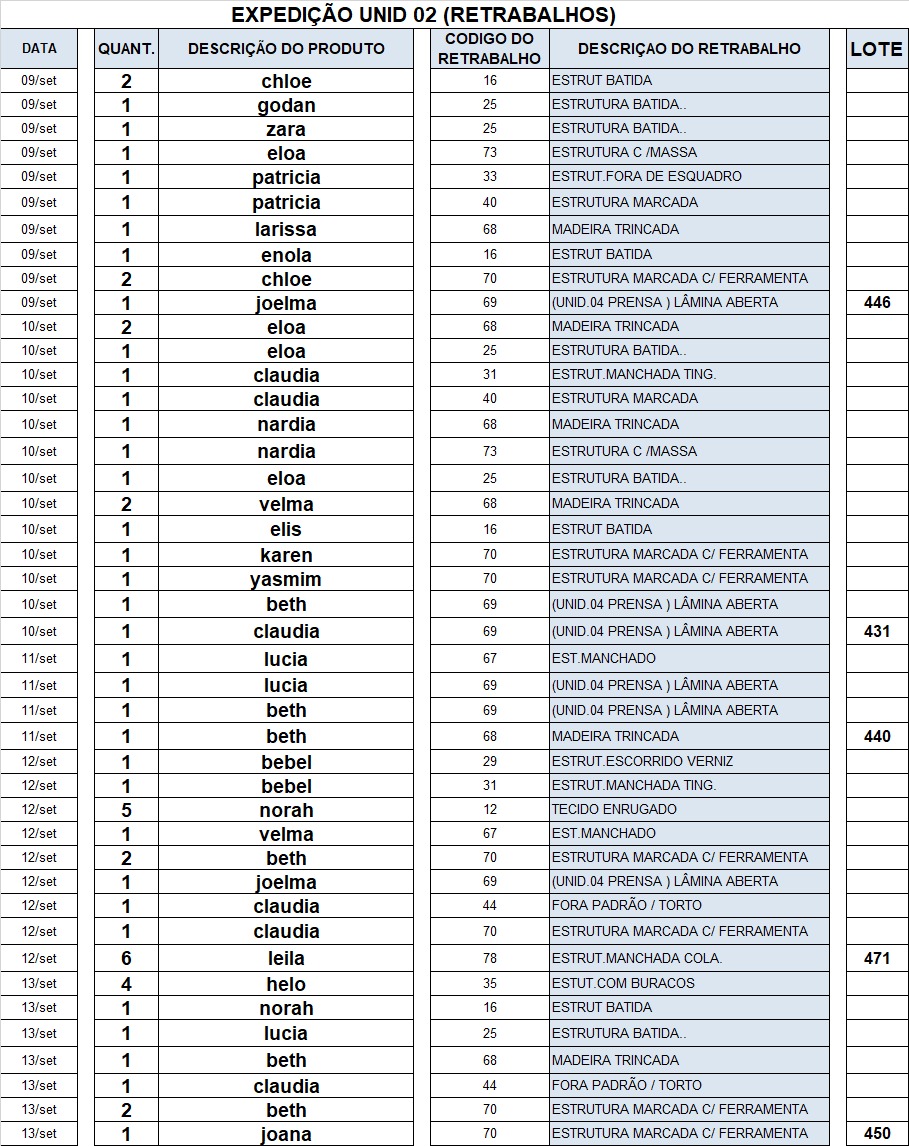 EXPEDIÇÃO UNID 02 (RETRABALHOS)
DATA QUANT. DESCRIÇÃO DO PRODUTO CODIGO DO RETRABALHO DESCRIÇAO DO RETRABALHO LOTE
09/set 2 chloe 16 ESTRUT BATIDA
09/set 1 godan 25 ESTRUTURA BATIDA..
09/set 1 zara 25 ESTRUTURA BATIDA..
09/set 1 eloa 73 ESTRUTURA C /MASSA
09/set 1 patricia 33 ESTRUT.FORA DE ESQUADRO
09/set 1 patricia 40 ESTRUTURA MARCADA
09/set 1 larissa 68 MADEIRA TRINCADA
09/set 1 enola 16 ESTRUT BATIDA
09/set 2 chloe 70 ESTRUTURA MARCADA C/ FERRAMENTA
09/set 1 joelma 69 (UNID.04 PRENSA ) LÂMINA ABERTA 446
10/set 2 eloa 68 MADEIRA TRINCADA
10/set 1 eloa 25 ESTRUTURA BATIDA..
10/set 1 claudia 31 ESTRUT.MANCHADA TING.
10/set 1 claudia 40 ESTRUTURA MARCADA
10/set 1 nardia 68 MADEIRA TRINCADA
10/set 1 nardia 73 ESTRUTURA C /MASSA
10/set 1 eloa 25 ESTRUTURA BATIDA..
10/set 2 velma 68 MADEIRA TRINCADA
10/set 1 elis 16 ESTRUT BATIDA
10/set 1 karen 70 ESTRUTURA MARCADA C/ FERRAMENTA
10/set 1 yasmim 70 ESTRUTURA MARCADA C/ FERRAMENTA
10/set 1 beth 69 (UNID.04 PRENSA ) LÂMINA ABERTA
10/set 1 claudia 69 (UNID.04 PRENSA ) LÂMINA ABERTA 431
11/set 1 lucia 67 EST.MANCHADO
11/set 1 lucia 69 (UNID.04 PRENSA ) LÂMINA ABERTA
11/set 1 beth 69 (UNID.04 PRENSA ) LÂMINA ABERTA
11/set 1 beth 68 MADEIRA TRINCADA 440
12/set 1 bebel 29 ESTRUT.ESCORRIDO VERNIZ
12/set 1 bebel 31 ESTRUT.MANCHADA TING.
12/set 5 norah 12 TECIDO ENRUGADO
12/set 1 velma 67 EST.MANCHADO
12/set 2 beth 70 ESTRUTURA MARCADA C/ FERRAMENTA
12/set 1 joelma 69 (UNID.04 PRENSA ) LÂMINA ABERTA
12/set 1 claudia 44 FORA PADRÃO / TORTO
12/set 1 claudia 70 ESTRUTURA MARCADA C/ FERRAMENTA
12/set 6 leila 78 ESTRUT.MANCHADA COLA. 471
13/set 4 helo 35 ESTUT.COM BURACOS
13/set 1 norah 16 ESTRUT BATIDA
13/set 1 lucia 25 ESTRUTURA BATIDA..
13/set 1 beth 68 MADEIRA TRINCADA
13/set 1 claudia 44 FORA PADRÃO / TORTO
13/set 2 beth 70 ESTRUTURA MARCADA C/ FERRAMENTA
13/set 1 joana 70 ESTRUTURA MARCADA C/ FERRAMENTA 450